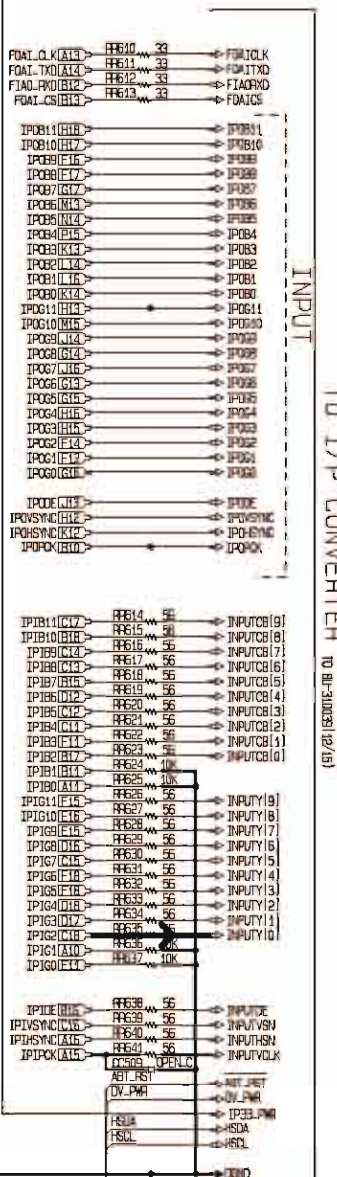 FOAI_CLK A13 RR610 33 FOAICLK
FOAI_TXD A14 RR611 33 FOAITXD
FIAO_RXD B12 RR612 33 FIAORXD
FOAI_CS B13 RR613 33 FOAICS
IPOB11 H18 IPOB11
IPOB10 H17 IPOB10
IPOB9 F16 IPOB9
IPOB8 F17 IPOB8
IPOB7 G17 IPOB7
IPOB6 M13 IPOB6
IPOB5 N14 IPOB5
IPOB4 P15 IPOB4
IPOB3 K13 IPOB3
IPOB2 L14 IPOB2
IPOB1 L16 IPOB1
IPOB0 K14 IPOB0
IPOG11 H13 IPOG11
IPOG10 M15 IPOG10
IPOG9 J14 IPOG9
IPOG8 G14 IPOG8
IPOG7 J16 IPOG7
IPOG6 G13 IPOG6
IPOG5 G15 IPOG5
IPOG4 H16 IPOG4
IPOG3 H15 IPOG3
IPOG2 F14 IPOG2
IPOG1 F13 IPOG1
IPOG0 G16 IPOG0
IPODE J13 IPODE
IPOVSYNC H12 IPOVSYNC
IPOHSYNC K12 IPOHSYNC
IPOPCK B10 IPOPCK
INPUT
TO I/P CONVERTER TO BU-310039(12/15)
IPIB11 C17 RR614 56 INPUTCB[9]
IPIB10 B18 RR615 56 INPUTCB[8]
IPIB9 C14 RR616 56 INPUTCB[7]
IPIB8 C13 RR617 56 INPUTCB[6]
IPIB7 B15 RR618 56 INPUTCB[5]
IPIB6 D12 RR619 56 INPUTCB[4]
IPIB5 C12 RR620 56 INPUTCB[3]
IPIB4 C11 RR621 56 INPUTCB[2]
IPIB3 F11 RR622 56 INPUTCB[1]
IPIB2 B17 RR623 56 INPUTCB[0]
IPIB1 B11 RR624 10K
IPIB0 A11 RR625 10K
IPIG11 F15 RR626 56 INPUTY[9]
IPIG10 E16 RR627 56 INPUTY[8]
IPIG9 E15 RR628 56 INPUTY[7]
IPIG8 D16 RR629 56 INPUTY[6]
IPIG7 C15 RR630 56 INPUTY[5]
IPIG6 F18 RR631 56 INPUTY[4]
IPIG5 RR632 56 INPUTY[3]
IPIG4 D18 RR633 56 INPUTY[2]
IPIG3 D17 RR634 56 INPUTY[1]
IPIG2 C18 RR635 56 INPUTY[0]
IPIG1 A10 RR636 10K
IPIG0 E11 RR637 10K
IPIDE RR638 56 INPUTDE
IPIVSYNC C16 RR639 56 INPUTVSN
IPIHSYNC A16 RR640 56 INPUTHSN
IPIPCK A15 RR641 56 INPUTVCLK
CC509 OPEN_C
ABT_RST ABT_RST
DV_PWR DV_PWR
IP33_PWR
HSDA HSDA
HSCL HSCL
DGND